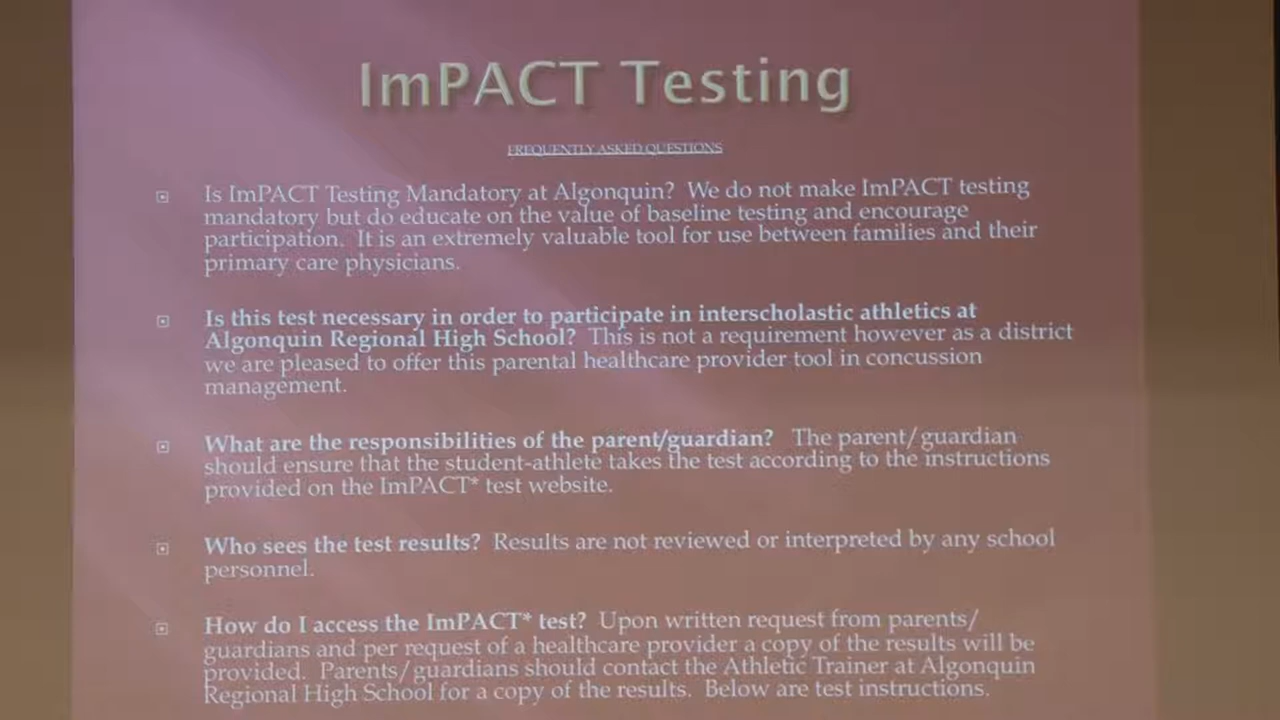 ImPACT Testing
FREQUENTLY ASKED QUESTIONS
Is ImPACT Testing Mandatory at Algonquin? We do not make ImPACT testing
mandatory but do educate on the value of baseline testing and encourage
participation. It is an extremely valuable tool for use between families and their
primary care physicians.
Is this test necessary in order to participate in interscholastic athletics at
Algonquin Regional High School? This is not a requirement however as a district
we are pleased to offer this parental healthcare provider tool in concussion
management.
What are the responsibilities of the parent/guardian? The parent/guardian
should ensure that the student-athlete takes the test according to the instructions
provided on the ImPACT* test website.
Who sees the test results? Results are not reviewed or interpreted by any school
personnel.
How do I access the ImPACT* test? Upon written request from parents/
guardians and per request of a healthcare provider a copy of the results will be
provided. Parents/guardians should contact the Athletic Trainer at Algonquin
Regional High School for a copy of the results. Below are test instructions.